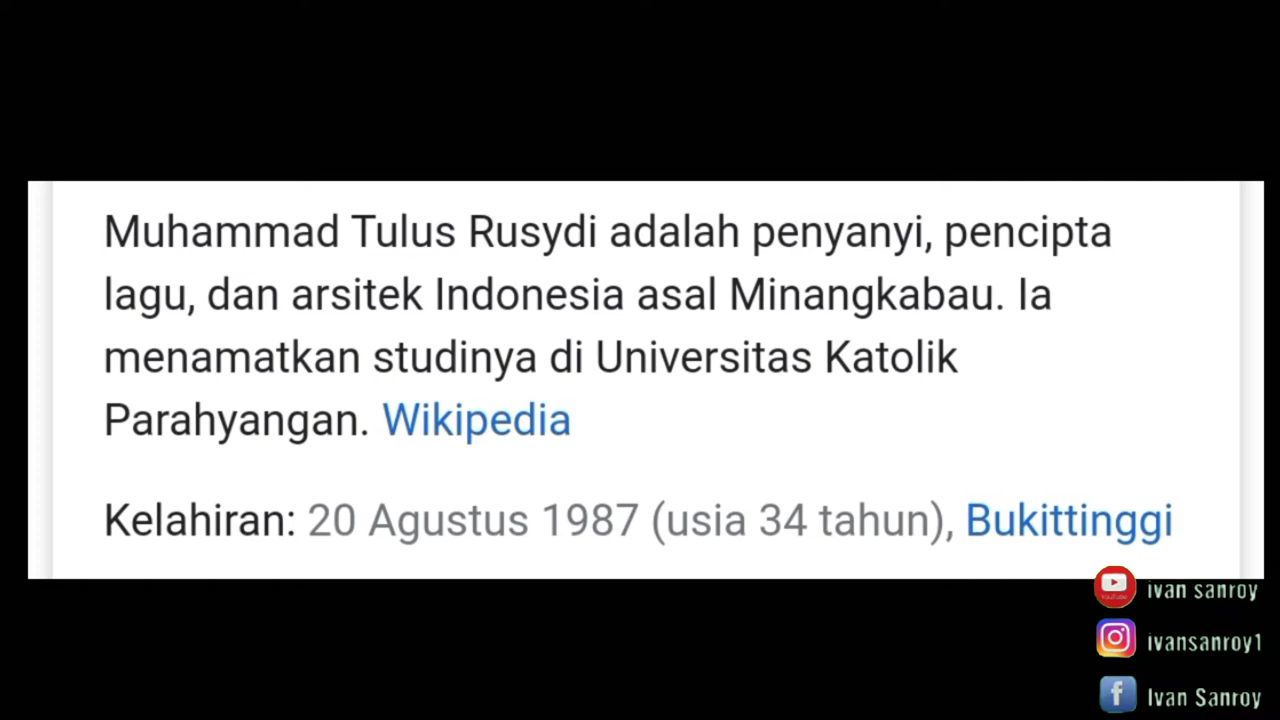 Muhammad Tulus Rusydi adalah penyanyi, pencipta
lagu, dan arsitek Indonesia asal Minangkabau. Ia
menamatkan studinya di Universitas Katolik
Parahyangan. Wikipedia
Kelahiran: 20 Agustus 1987 (usia 34 tahun), Bukittinggi
YouTube
ivan sanroy
ivansanroy1
Ivan Sanroy